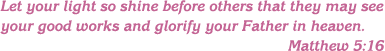 Let your light so shine before others that they may see
your good works and glorify your Father in heaven.
Matthew 5:16